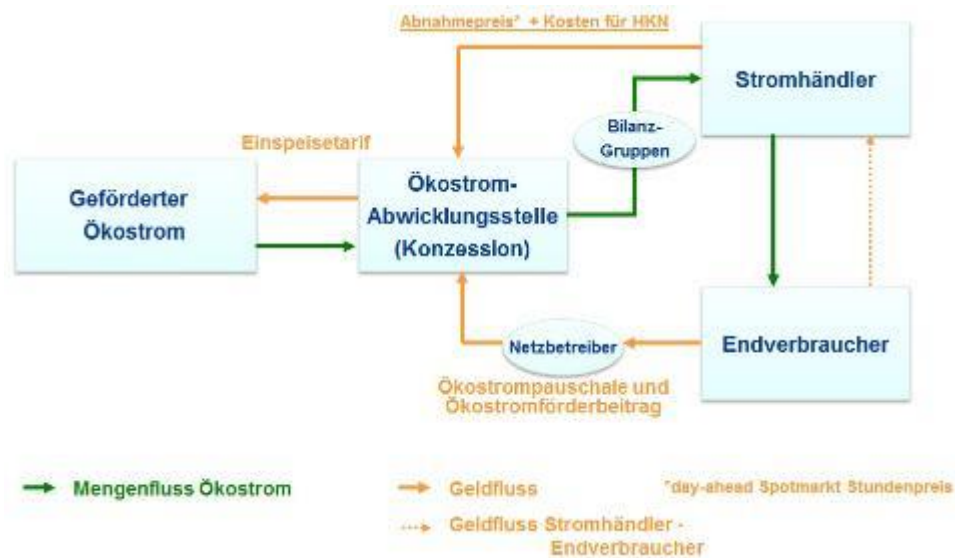 Abnahmepreis* + Kosten für HKN
Stromhändler
Bilanz-
Gruppen
Einspeisetarif
Geförderter
Ökostrom
Ökostrom-
Abwicklungsstelle
(Konzession)
Netzbetreiber
Endverbraucher
Ökostrompauschale und
Ökostromförderbeitrag
Mengenfluss Ökostrom
Geldfluss
*day-ahead Spotmarkt Stundenpreis
Geldfluss Stromhändler -
Endverbraucher